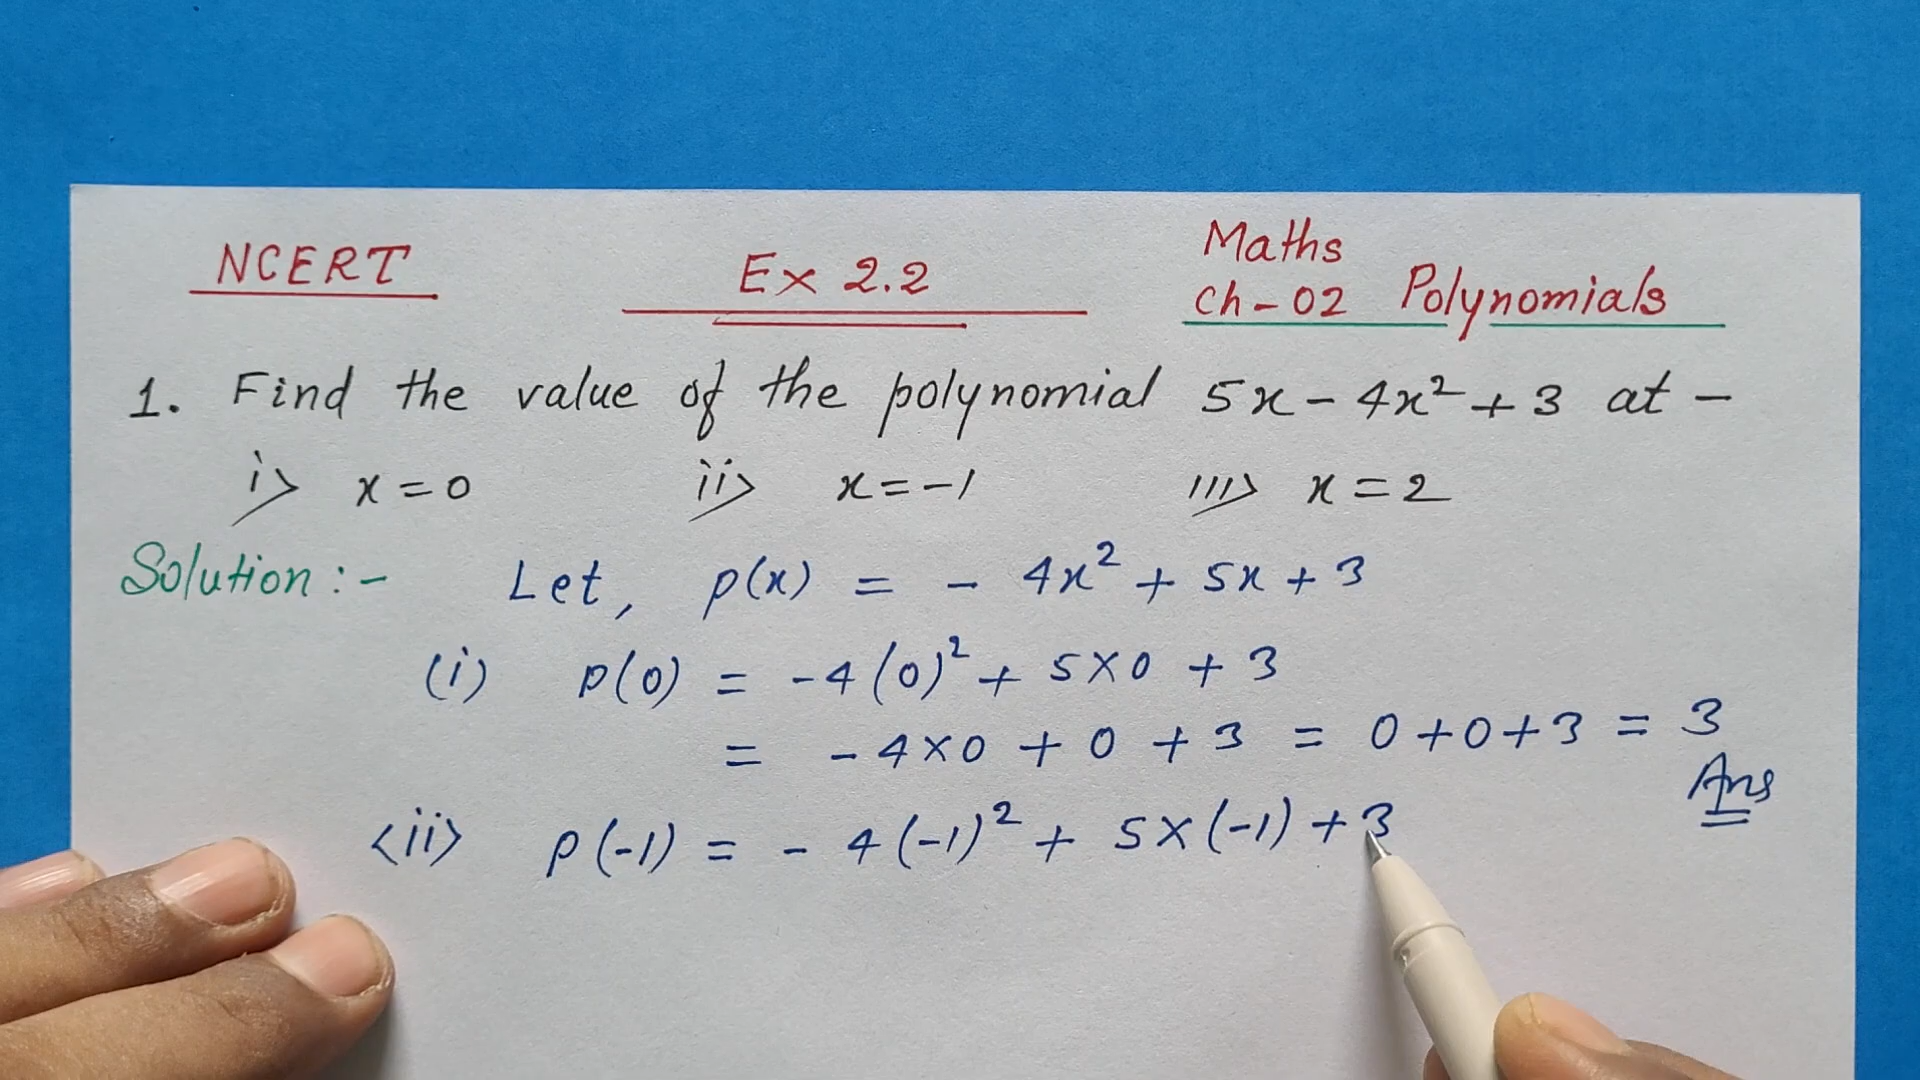 NCERT Ex 2.2 Maths
Ch-02 Polynomials
1. Find the value of the polynomial 5x - 4x² + 3 at -
i> x = 0 ii> x = -1 iii> x = 2
Solution :- Let, p(x) = - 4x² + 5x + 3
(i) p(0) = -4(0)² + 5×0 + 3
= -4×0 + 0 + 3 = 0+0+3 = 3
Ans
<ii> p(-1) = - 4(-1)² + 5×(-1) + 3